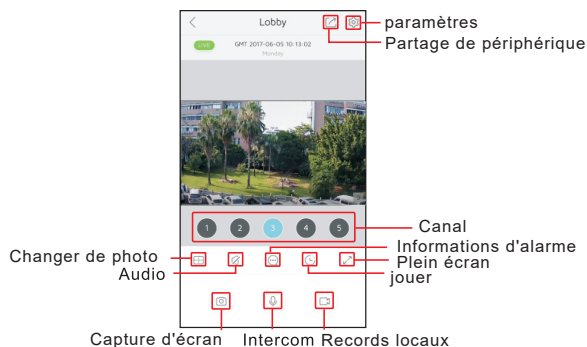 Lobby
paramètres
Partage de périphérique
LIVE
GMT 2017-06-05 10:13:02
Monday
1 2 3 4 5
Canal
Informations d'alarme
Changer de photo
Plein écran
Audio
jouer
Capture d'écran
Intercom
Records locaux